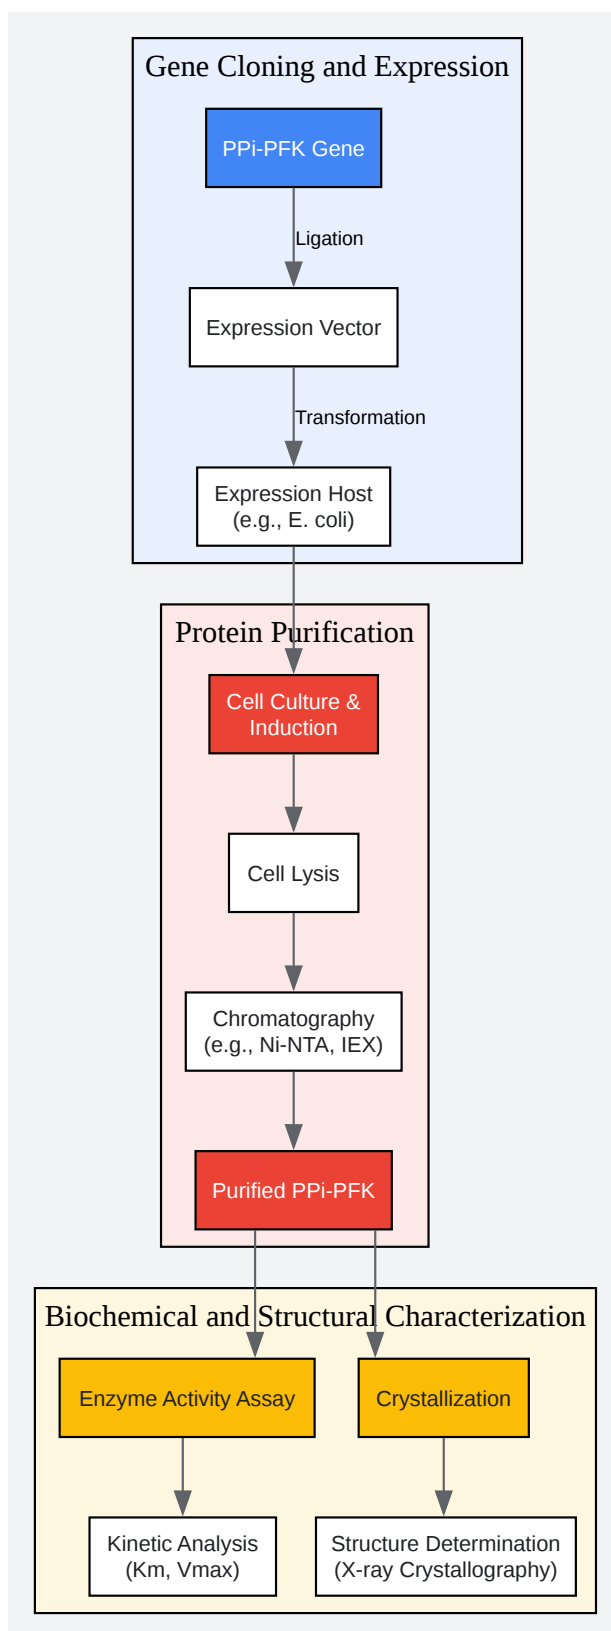 Gene Cloning and Expression
PPi-PFK Gene
Ligation
Expression Vector
Transformation
Expression Host
(e.g., E. coli)
Protein Purification
Cell Culture &
Induction
Cell Lysis
Chromatography
(e.g., Ni-NTA, IEX)
Purified PPi-PFK
Biochemical and Structural Characterization
Enzyme Activity Assay
Crystallization
Kinetic Analysis
(Km, Vmax)
Structure Determination
(X-ray Crystallography)